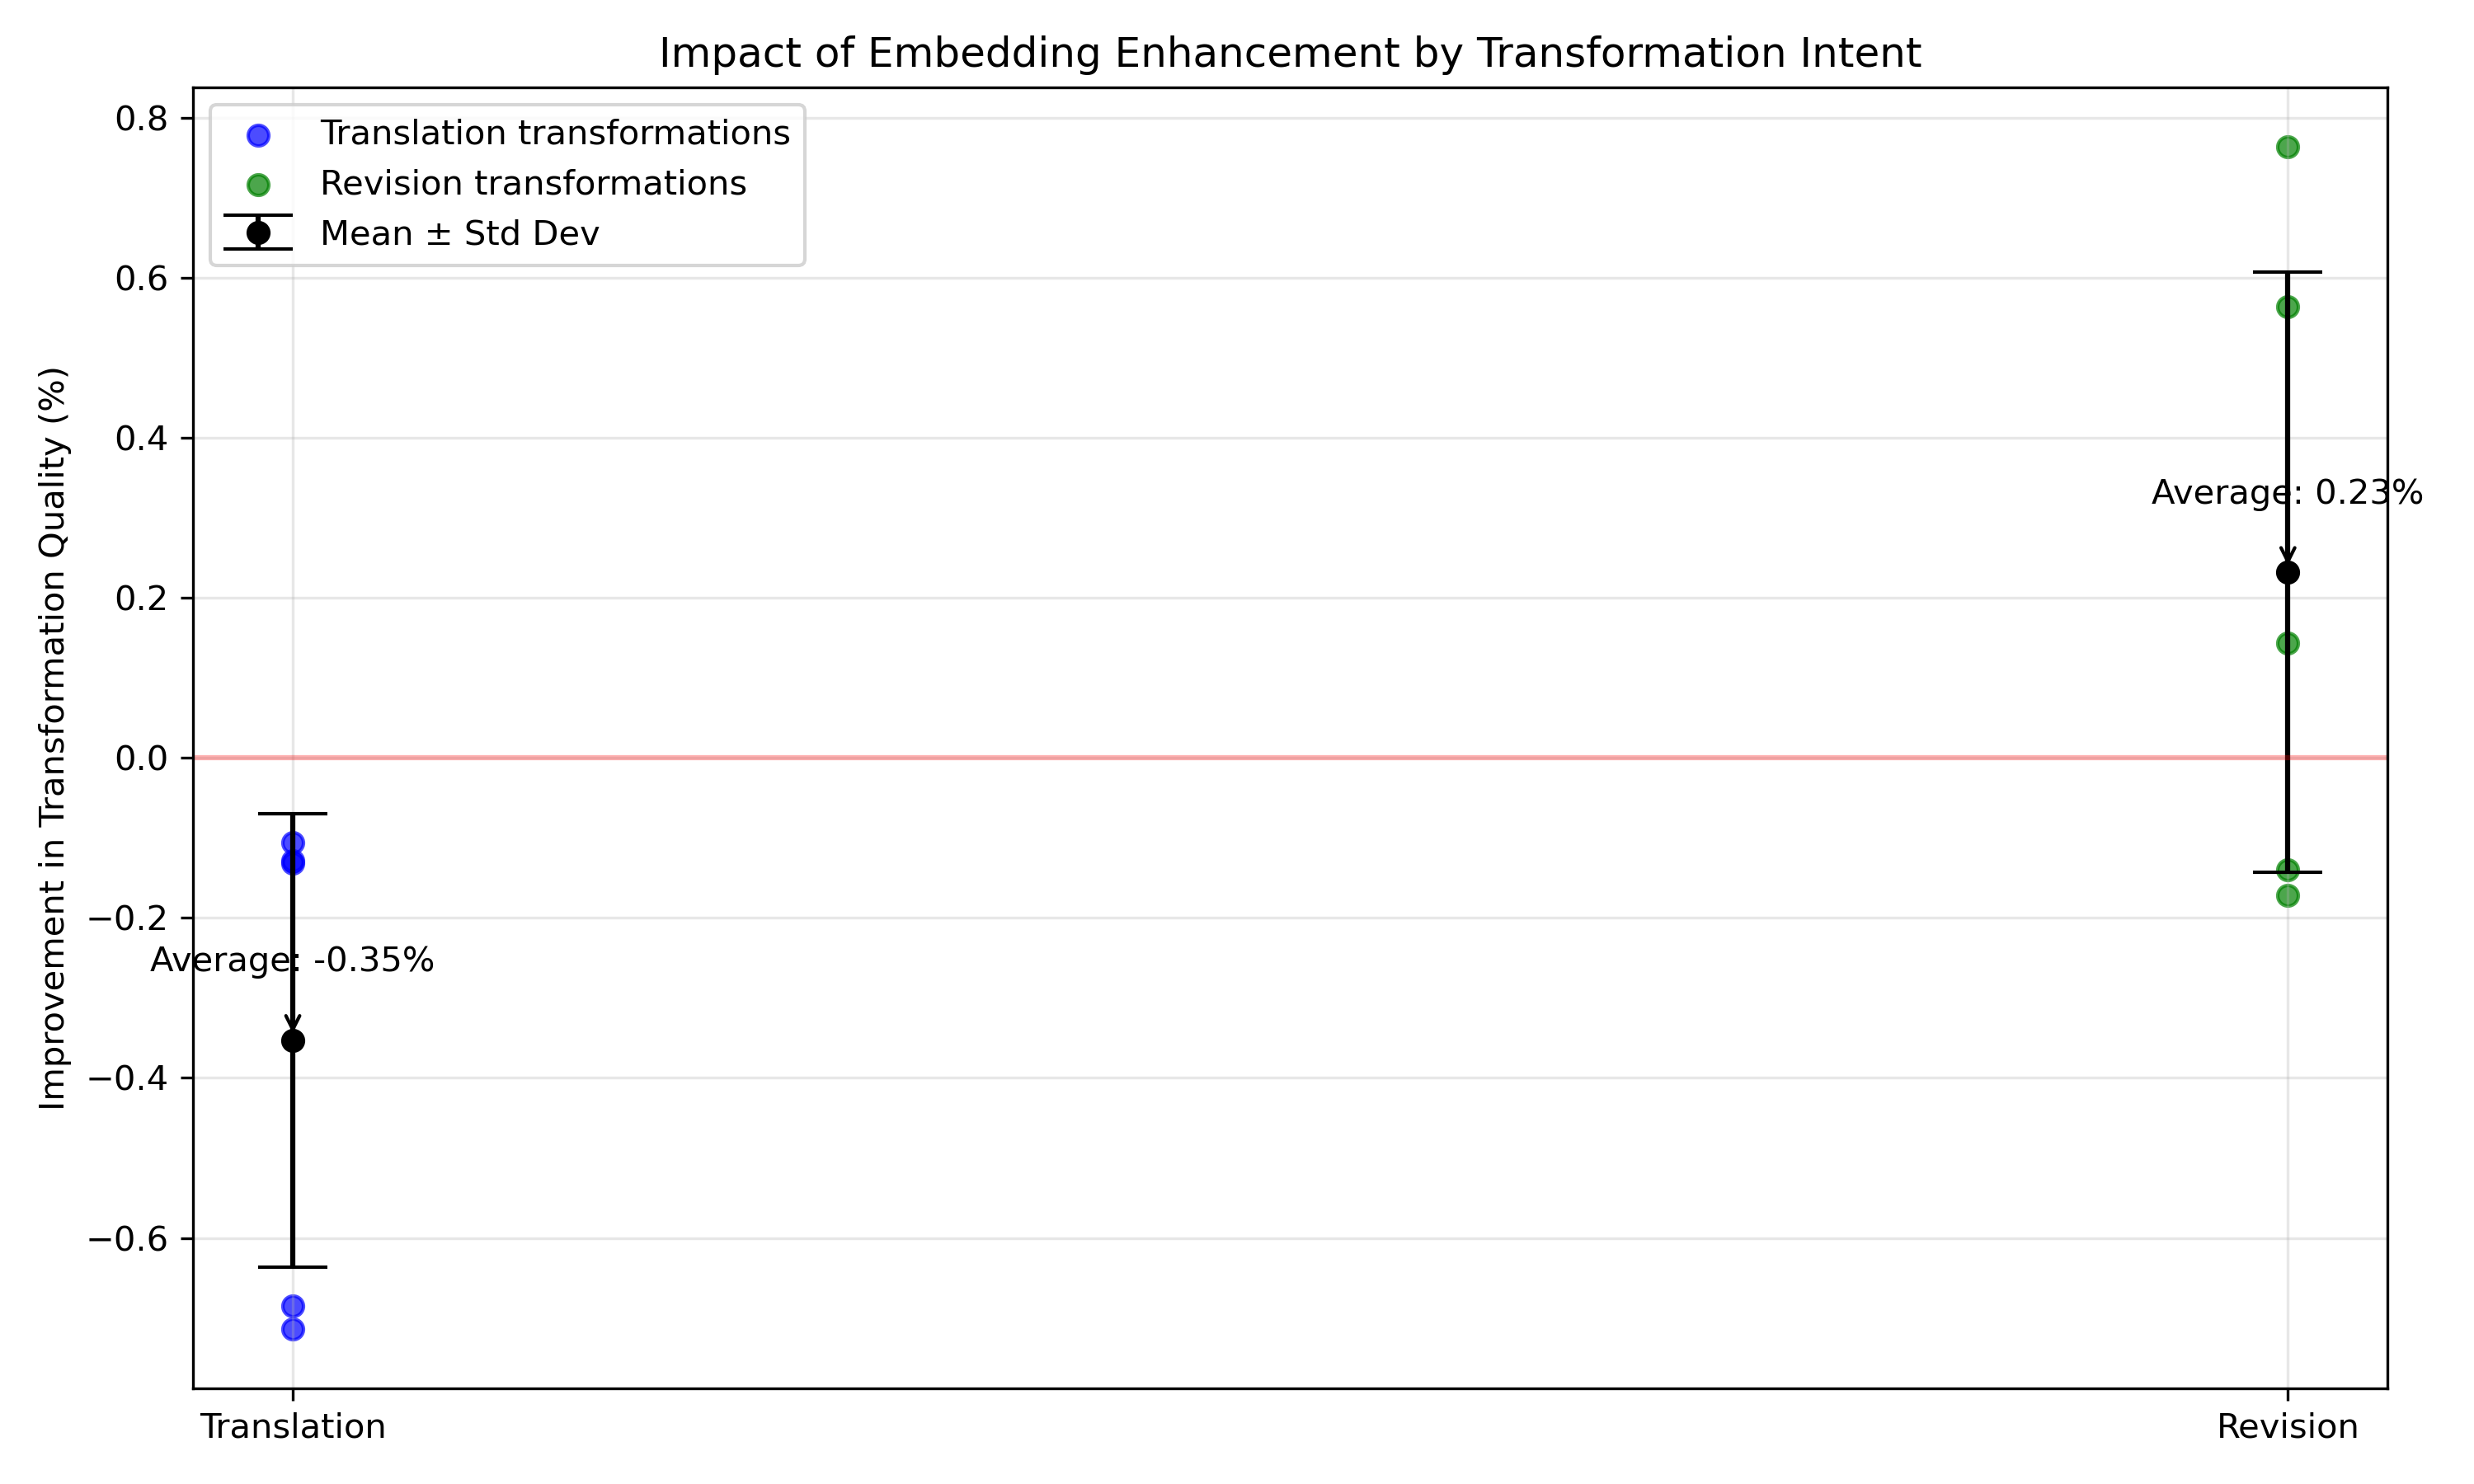 Impact of Embedding Enhancement by Transformation Intent
Translation transformations
Revision transformations
Mean ± Std Dev
Improvement in Transformation Quality (%)
0.8
0.6
0.4
0.2
0.0
−0.2
−0.4
−0.6
Average: 0.23%
Average: -0.35%
Translation
Revision